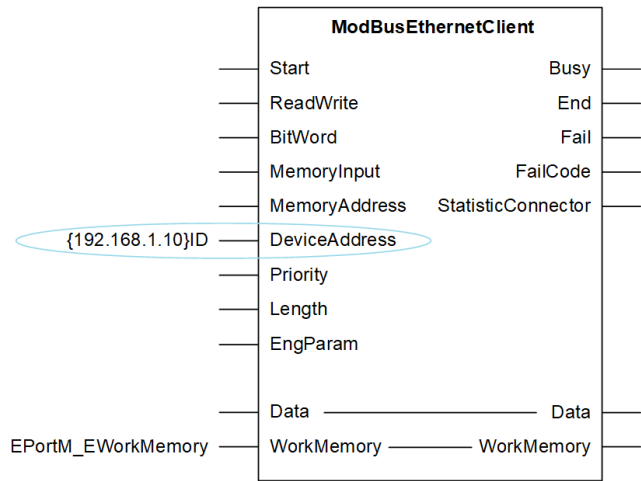 ModBusEthernetClient
Start Busy
ReadWrite End
BitWord Fail
MemoryInput FailCode
MemoryAddress StatisticConnector
{192.168.1.10}ID DeviceAddress
Priority
Length
EngParam
Data Data
EPortM_EWorkMemory WorkMemory WorkMemory